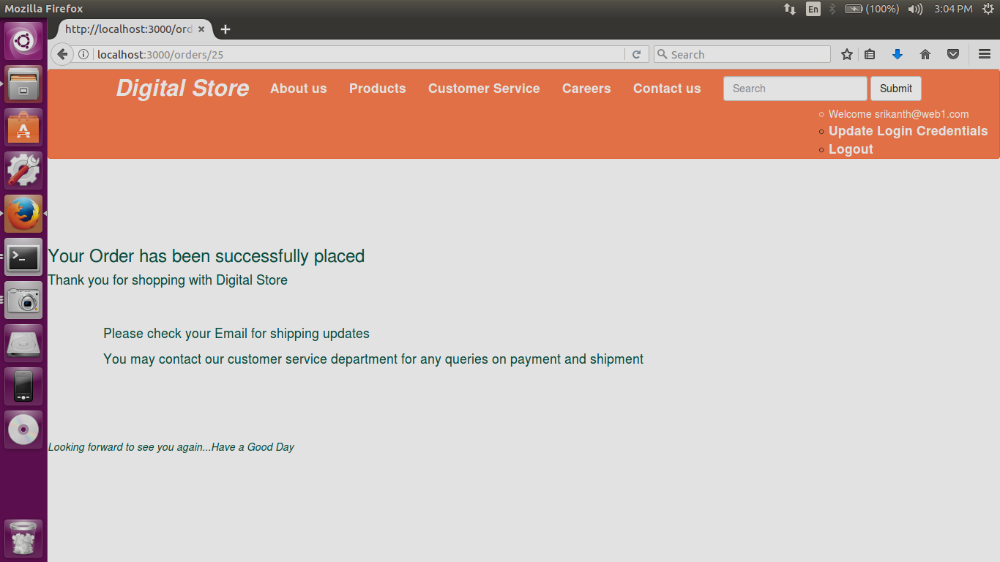 Mozilla Firefox
En
(100%)
3:04 PM
http://localhost:3000/ord
localhost:3000/orders/25
Search
Digital Store
About us
Products
Customer Service
Careers
Contact us
Search
Submit
Welcome srikanth@web1.com
Update Login Credentials
Logout
Your Order has been successfully placed
Thank you for shopping with Digital Store
Please check your Email for shipping updates
You may contact our customer service department for any queries on payment and shipment
Looking forward to see you again...Have a Good Day